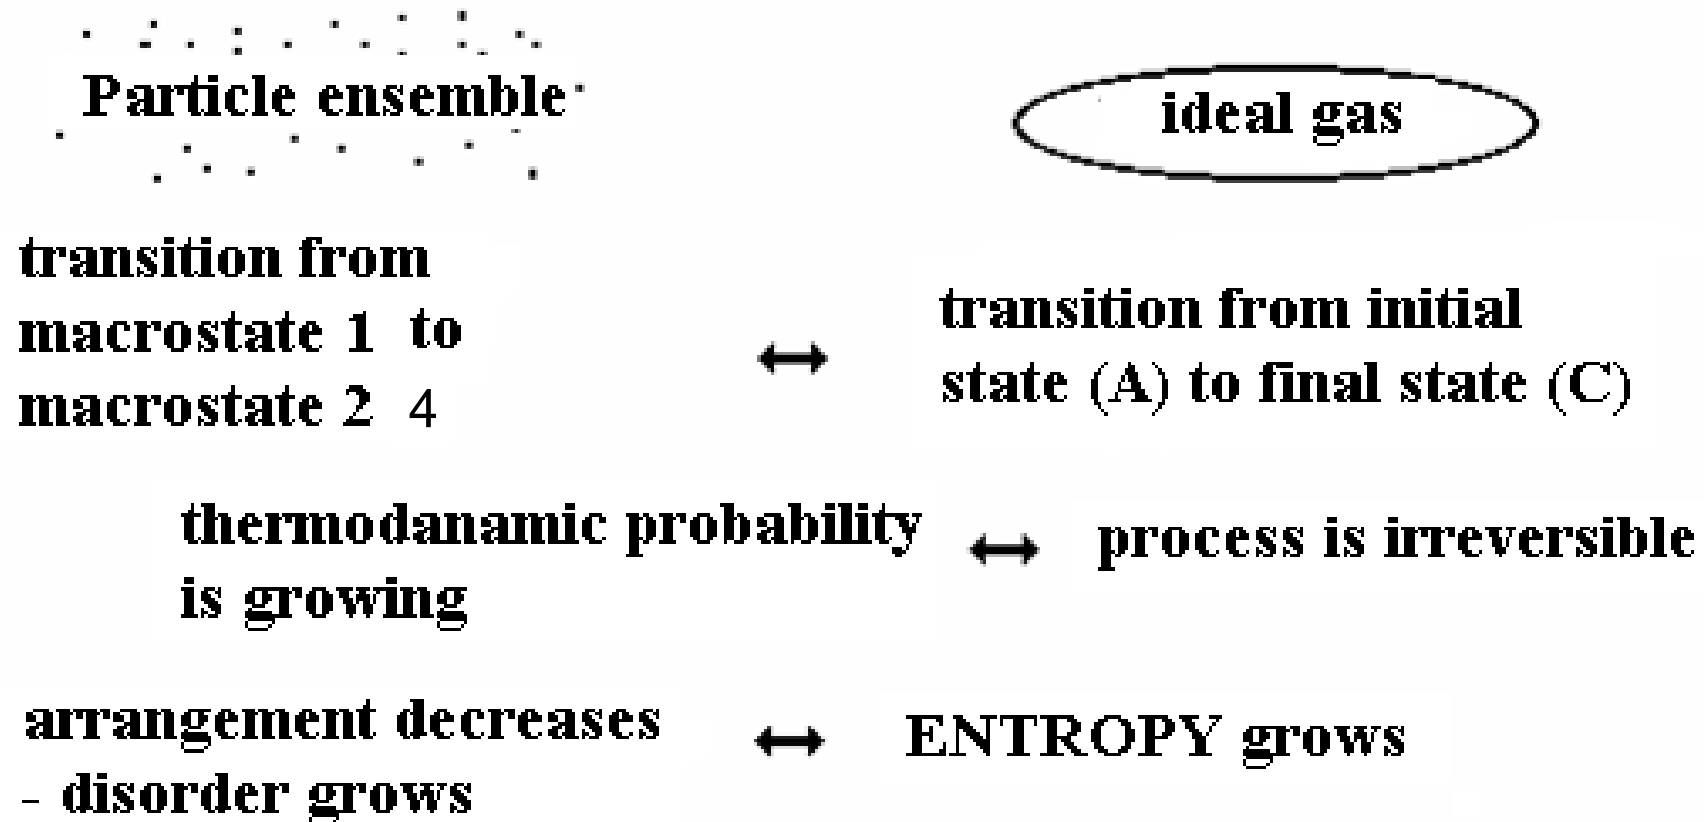 Particle ensemble
ideal gas
transition from
macrostate 1 to
macrostate 2 4
transition from initial
state (A) to final state (C)
thermodanamic probability
is growing
process is irreversible
arrangement decreases
- disorder grows
ENTROPY grows